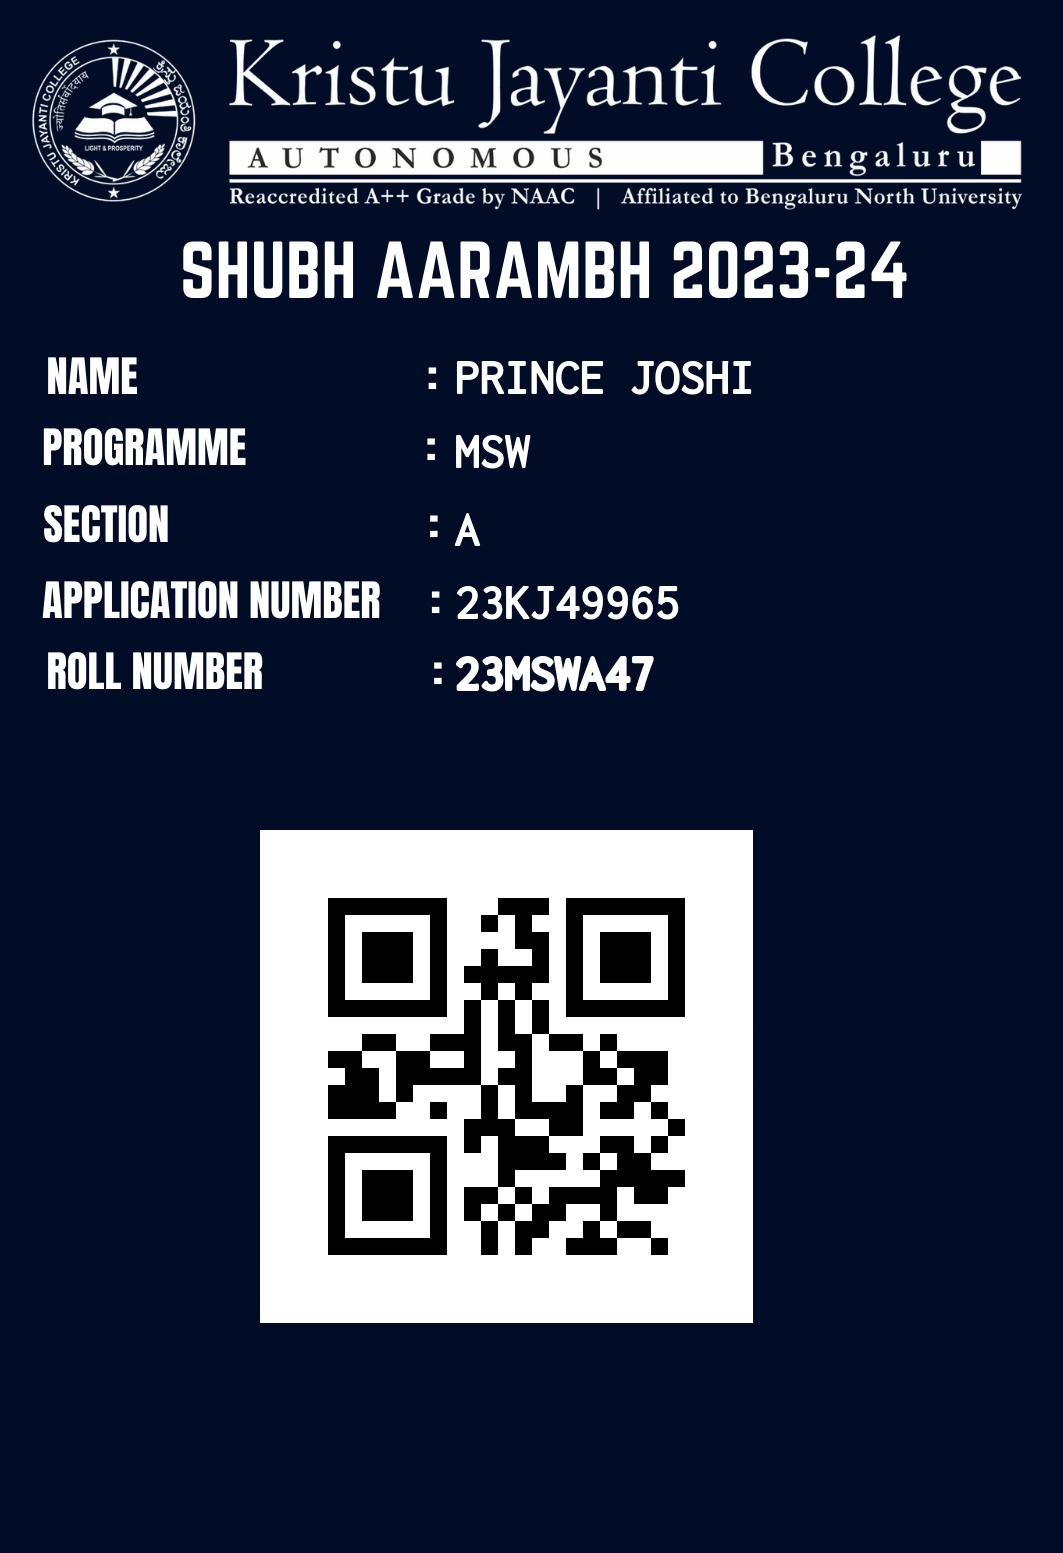 Kristu Jayanti College
AUTONOMOUS Bengaluru
Reaccredited A++ Grade by NAAC | Affiliated to Bengaluru North University
KRISTU JAYANTI COLLEGE
LIGHT & PROSPERITY
SHUBH AARAMBH 2023-24
NAME : PRINCE JOSHI
PROGRAMME : MSW
SECTION : A
APPLICATION NUMBER : 23KJ49965
ROLL NUMBER : 23MSWA47